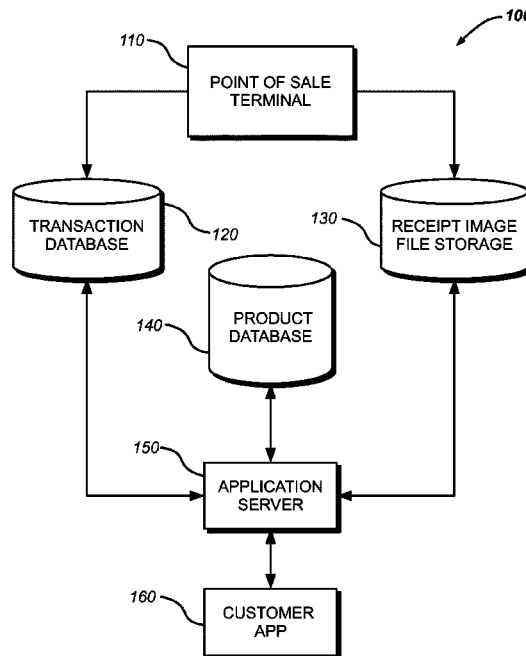 100
110
POINT OF SALE
TERMINAL
TRANSACTION
DATABASE
120
130
RECEIPT IMAGE
FILE STORAGE
140
PRODUCT
DATABASE
150
APPLICATION
SERVER
160
CUSTOMER
APP